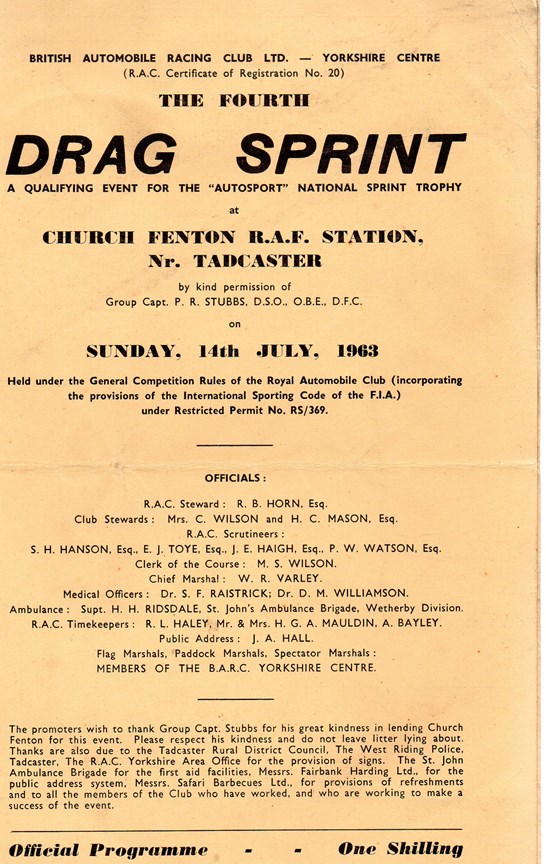 BRITISH AUTOMOBILE RACING CLUB LTD. — YORKSHIRE CENTRE
(R.A.C. Certificate of Registration No. 20)
THE FOURTH
DRAG SPRINT
A QUALIFYING EVENT FOR THE "AUTOSPORT" NATIONAL SPRINT TROPHY
at
CHURCH FENTON R.A.F. STATION,
Nr. TADCASTER
by kind permission of
Group Capt. P. R. STUBBS, D.S.O., O.B.E., D.F.C.
on
SUNDAY, 14th JULY, 1963
Held under the General Competition Rules of the Royal Automobile Club (incorporating
the provisions of the International Sporting Code of the F.I.A.)
under Restricted Permit No. RS/369.
OFFICIALS :
R.A.C. Steward : R. B. HORN, Esq.
Club Stewards : Mrs. C. WILSON and H. C. MASON, Esq.
R.A.C. Scrutineers :
S. H. HANSON, Esq., E. J. TOYE, Esq., J. E. HAIGH, Esq., P. W. WATSON, Esq.
Clerk of the Course : M. S. WILSON.
Chief Marshal : W. R. VARLEY.
Medical Officers : Dr. S. F. RAISTRICK; Dr. D. M. WILLIAMSON.
Ambulance : Supt. H. H. RIDSDALE, St. John's Ambulance Brigade, Wetherby Division.
R.A.C. Timekeepers : R. L. HALEY, Mr. & Mrs. H. G. A. MAULDIN, A. BAYLEY.
Public Address : J. A. HALL.
Flag Marshals, Paddock Marshals, Spectator Marshals :
MEMBERS OF THE B.A.R.C. YORKSHIRE CENTRE.
The promoters wish to thank Group Capt. Stubbs for his great kindness in lending Church
Fenton for this event. Please respect his kindness and do not leave litter lying about.
Thanks are also due to the Tadcaster Rural District Council, The West Riding Police,
Tadcaster, The R.A.C. Yorkshire Area Office for the provision of signs. The St. John
Ambulance Brigade for the first aid facilities, Messrs. Fairbank Harding Ltd., for the
public address system, Messrs. Safari Barbecues Ltd., for provisions of refreshments
and to all the members of the Club who have worked, and who are working to make a
success of the event.
Official Programme - - One Shilling